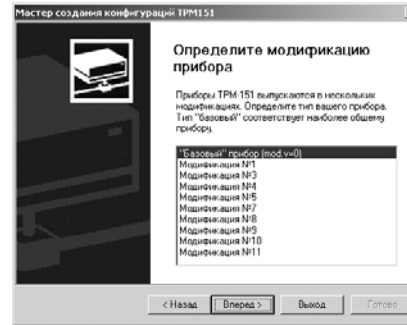 Мастер создания конфигураций ТРМ151
Определите модификацию
прибора
Приборы ТРМ-151 выпускаются в нескольких
модификациях. Определите тип вашего прибора.
Тип "базовый" соответствует наиболее общему
прибору.
"Базовый" прибор (mod.v=0)
Модификация №1
Модификация №3
Модификация №4
Модификация №5
Модификация №7
Модификация №8
Модификация №9
Модификация №10
Модификация №11
< Назад Вперед > Выход Готово